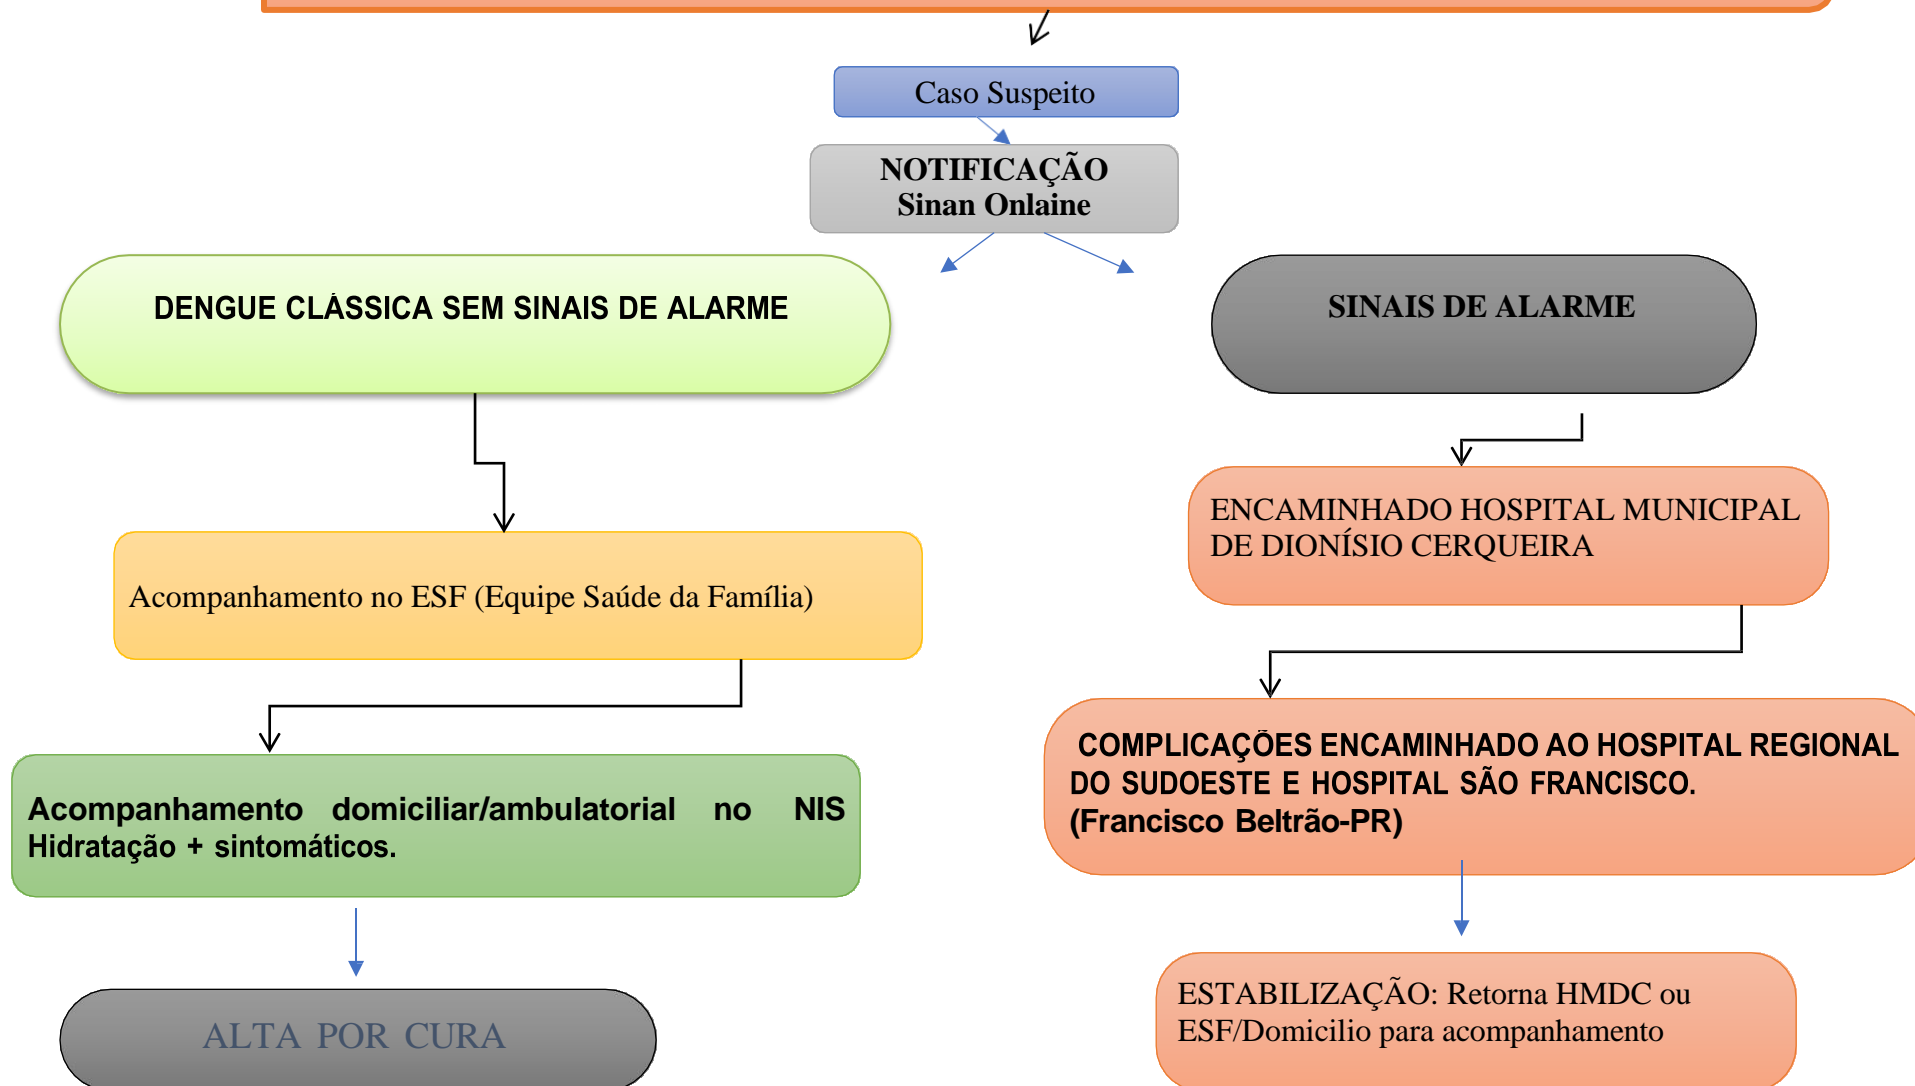 Caso Suspeito
NOTIFICAÇÃO
Sinan Onlaine
DENGUE CLÁSSICA SEM SINAIS DE ALARME
SINAIS DE ALARME
Acompanhamento no ESF (Equipe Saúde da Família)
ENCAMINHADO HOSPITAL MUNICIPAL
DE DIONÍSIO CERQUEIRA
Acompanhamento domiciliar/ambulatorial no NIS
Hidratação + sintomáticos.
COMPLICAÇÕES ENCAMINHADO AO HOSPITAL REGIONAL
DO SUDOESTE E HOSPITAL SÃO FRANCISCO.
(Francisco Beltrão-PR)
ALTA POR CURA
ESTABILIZAÇÃO: Retorna HMDC ou
ESF/Domicilio para acompanhamento